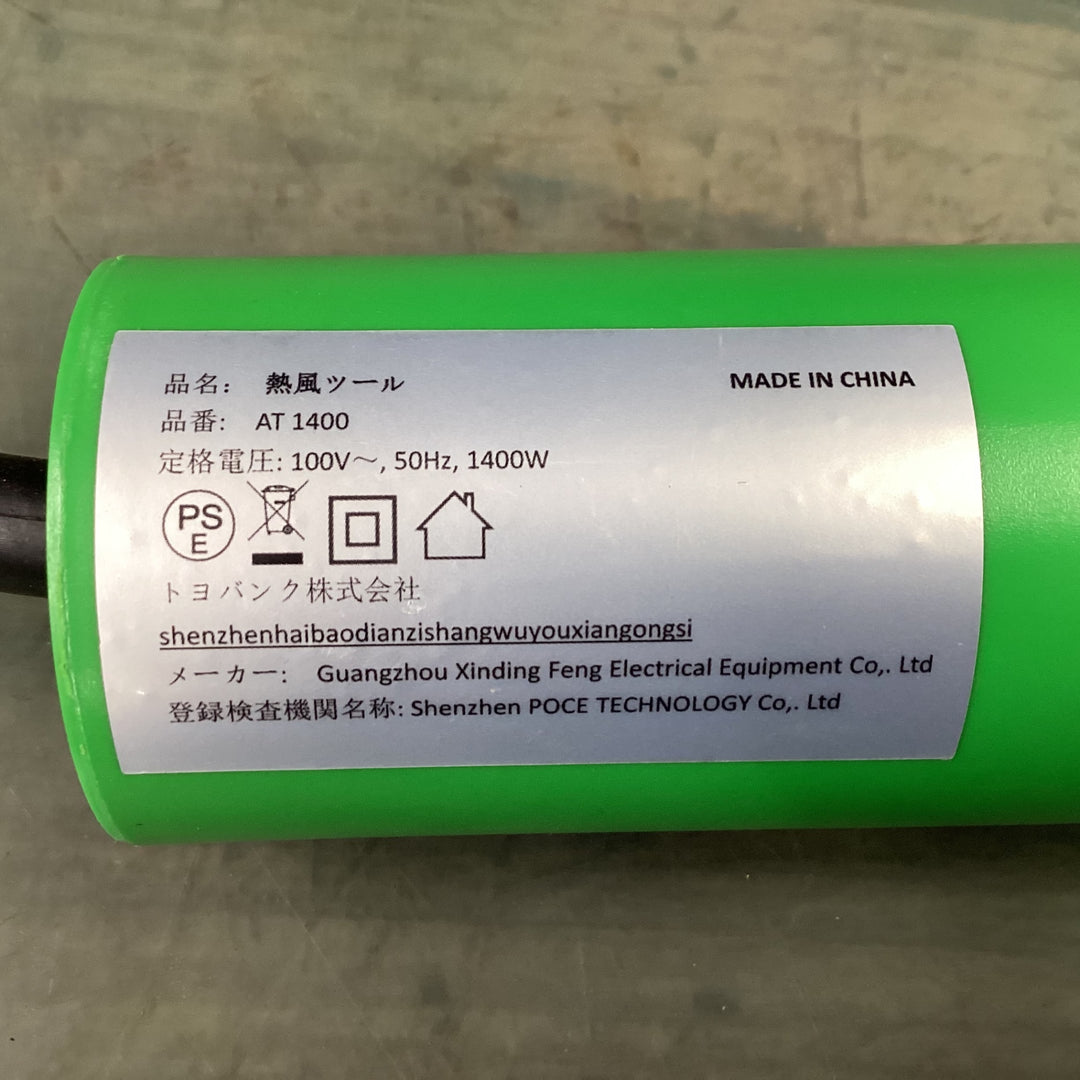 品名： 熱風ツール
MADE IN CHINA
品番: AT 1400
定格電圧: 100V～, 50Hz, 1400W
PS
E
トヨバンク株式会社
shenzhenhaibaodianzishangwuyouxiangongsi
メーカー: Guangzhou Xinding Feng Electrical Equipment Co,. Ltd
登録検査機関名称: Shenzhen POCE TECHNOLOGY Co,. Ltd